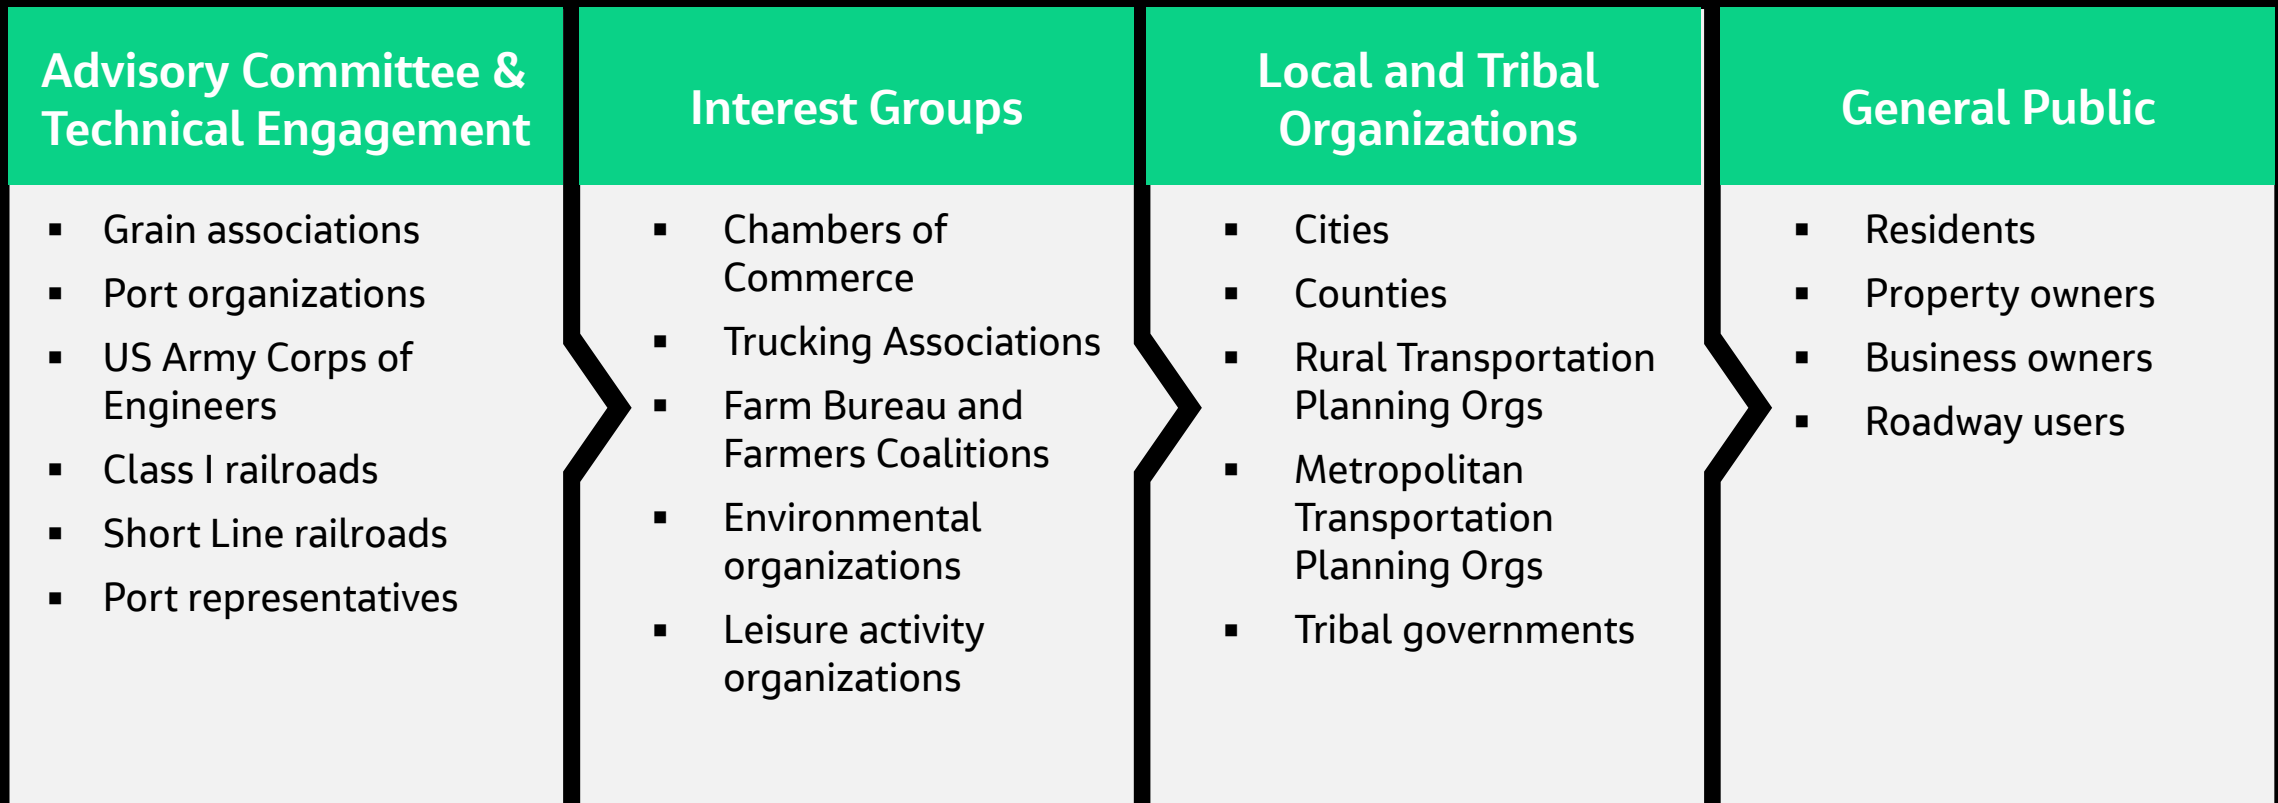 Advisory Committee &
Technical Engagement
▪ Grain associations
▪ Port organizations
▪ US Army Corps of
Engineers
▪ Class I railroads
▪ Short Line railroads
▪ Port representatives
Interest Groups
▪ Chambers of
Commerce
▪ Trucking Associations
▪ Farm Bureau and
Farmers Coalitions
▪ Environmental
organizations
▪ Leisure activity
organizations
Local and Tribal
Organizations
▪ Cities
▪ Counties
▪ Rural Transportation
Planning Orgs
▪ Metropolitan
Transportation
Planning Orgs
▪ Tribal governments
General Public
▪ Residents
▪ Property owners
▪ Business owners
▪ Roadway users